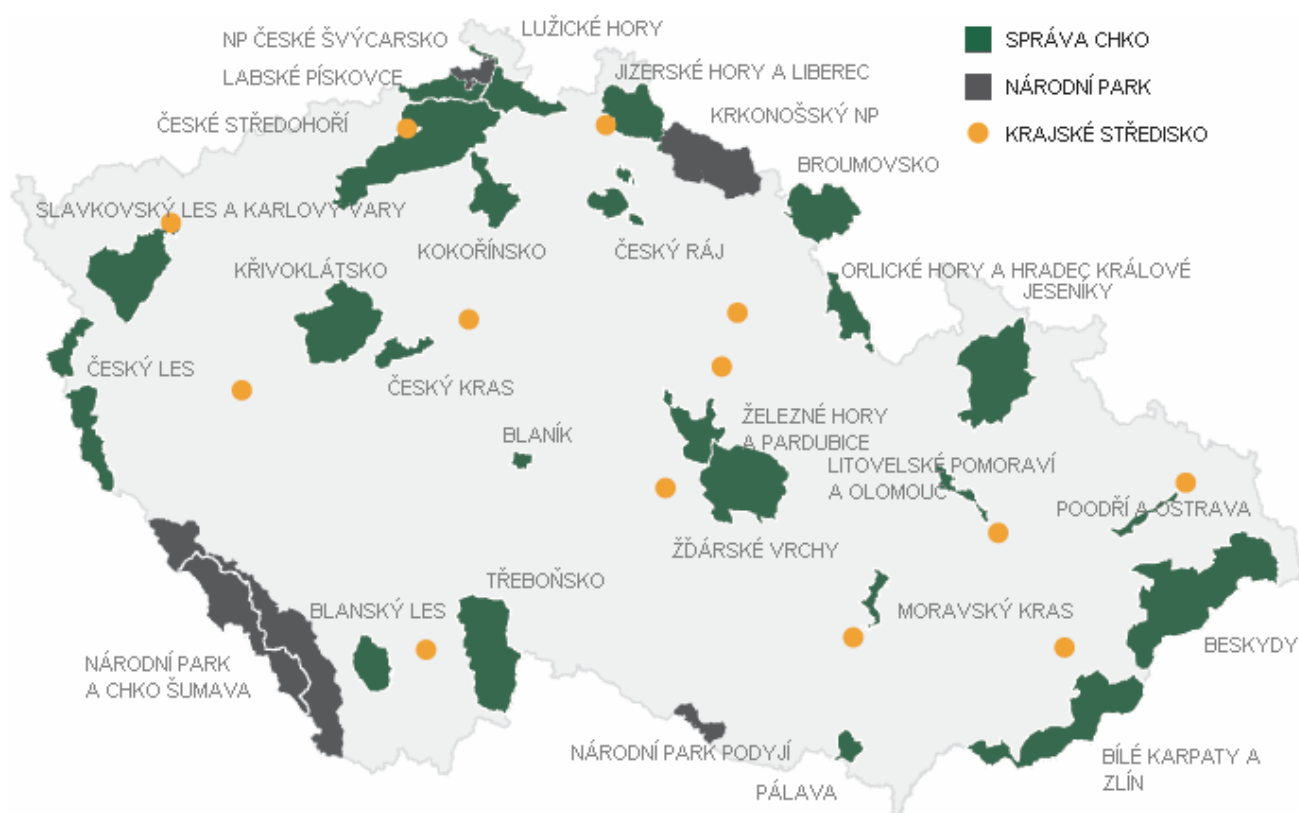 LUŽICKÉ HORY
NP ČESKÉ ŠVÝCARSKO
LABSKÉ PÍSKOVCE
JIZERSKÉ HORY A LIBEREC
KRKONOŠSKÝ NP
ČESKÉ STŘEDOHOŘÍ
BROUMOVSKO
SPRÁVA CHKO
NÁRODNÍ PARK
KRAJSKÉ STŘEDISKO
SLAVKOVSKÝ LES A KARLOVÝ VARY
KOKOŘÍNSKO
ČESKÝ RÁJ
KŘIVOKLÁTSKO
ORLICKÉ HORY A HRADEC KRÁLOVÉ
JESENÍKY
ČESKÝ LES
ČESKÝ KRAS
ŽELEZNÉ HORY
A PARDUBICE
BLANÍK
LITOVELSKÉ POMORAVÍ
A OLOMOUC
POODŘÍ A OSTRAVA
ŽĎÁRSKÉ VRCHY
TŘEBOŇSKO
BLANSKÝ LES
MORAVSKÝ KRAS
BESKYDY
NÁRODNÍ PARK
A CHKO ŠUMAVA
NÁRODNÍ PARK PODYJÍ
PÁLAVA
BÍLÉ KARPATY A
ZLÍN